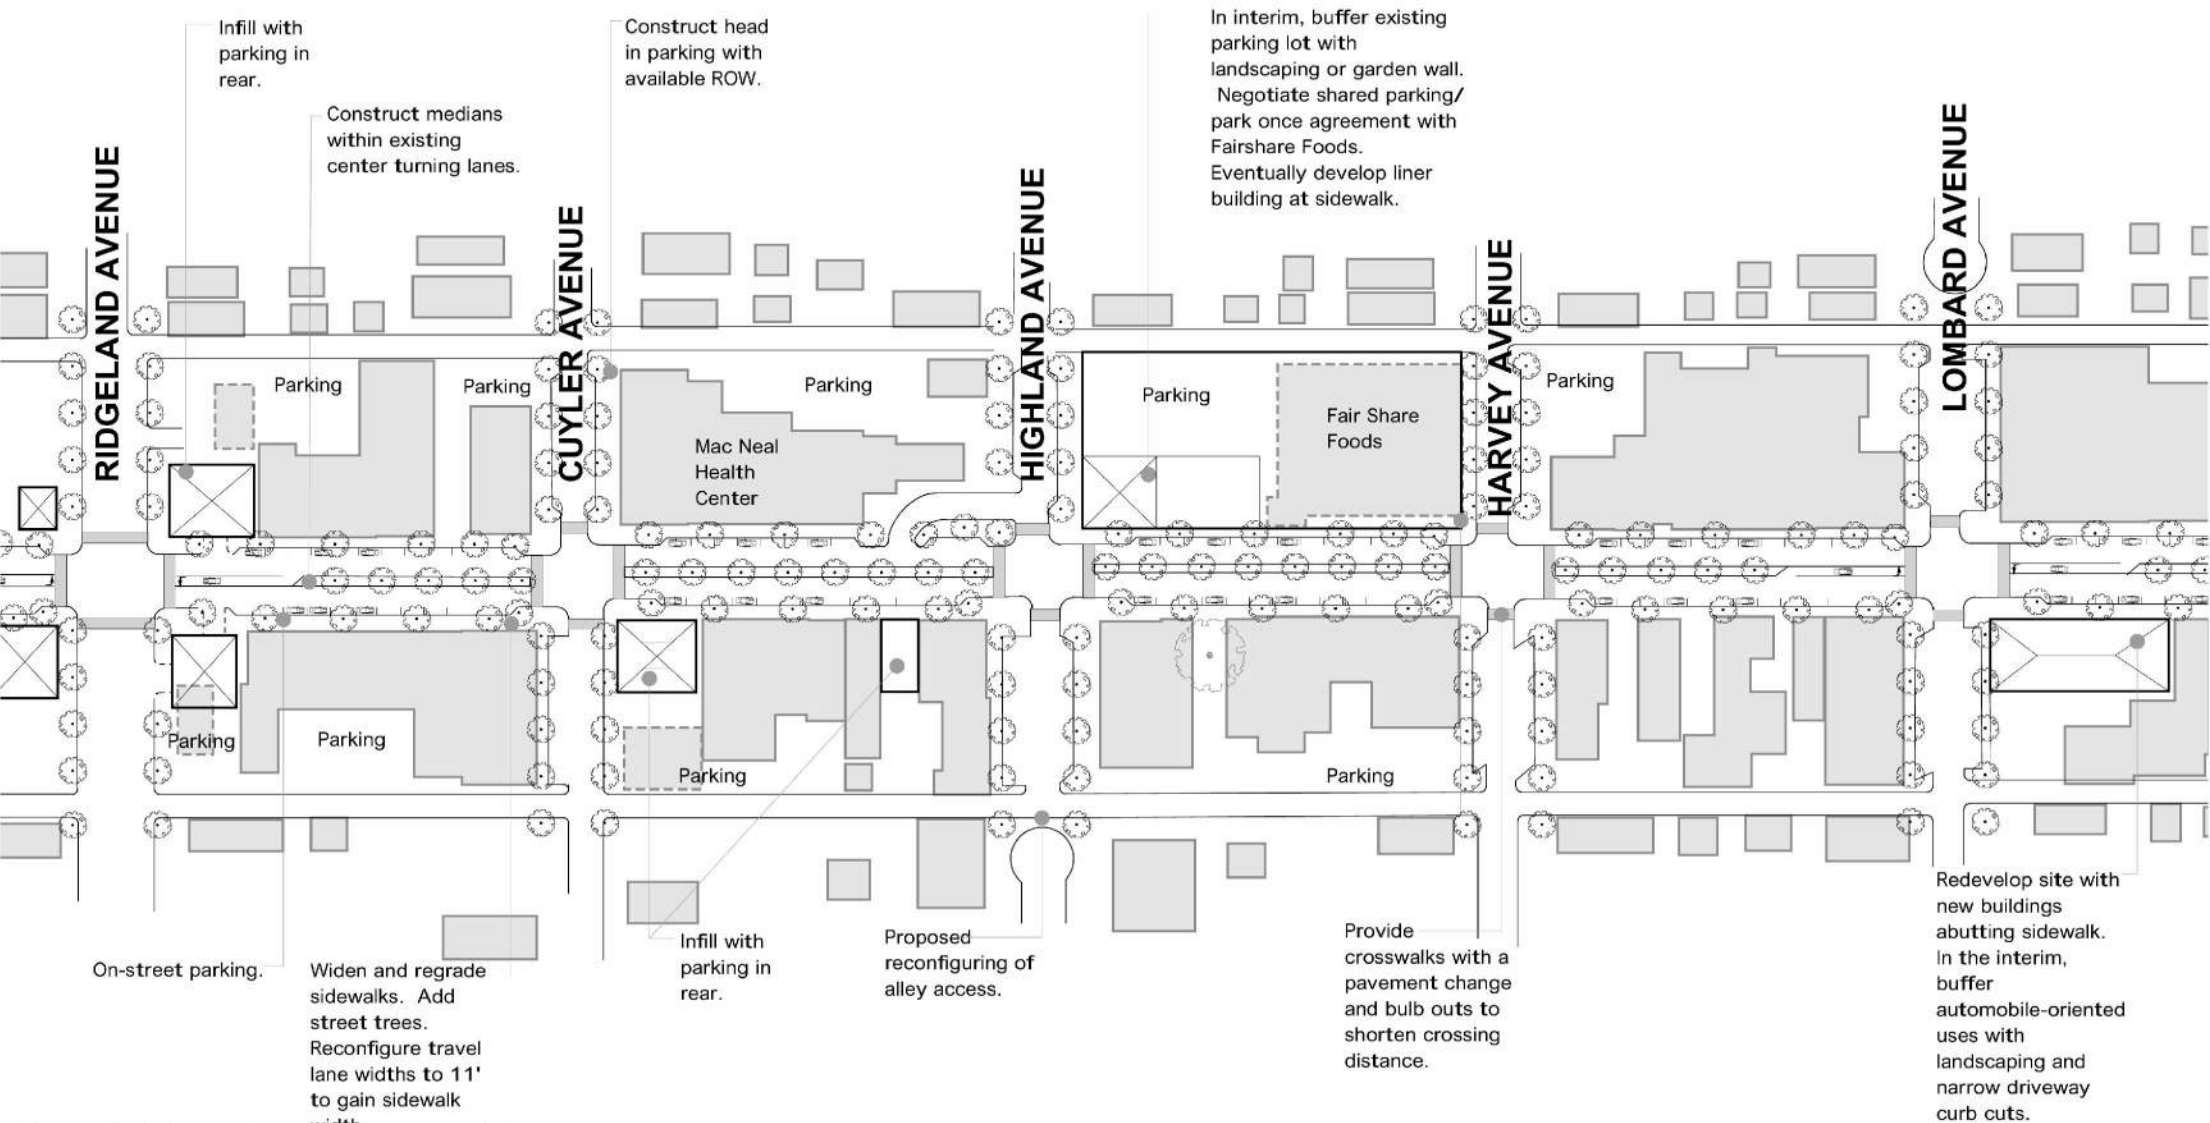 Infill with
parking in
rear.
Construct medians
within existing
center turning lanes.
Construct head
in parking with
available ROW.
In interim, buffer existing
parking lot with
landscaping or garden wall.
Negotiate shared parking/
park once agreement with
Fairshare Foods.
Eventually develop liner
building at sidewalk.
RIDGELAND AVENUE
CUYLER AVENUE
HIGHLAND AVENUE
HARVEY AVENUE
LOMBARD AVENUE
Parking
Parking
Parking
Mac Neal
Health
Center
Parking
Fair Share
Foods
Parking
Parking
Parking
Parking
Parking
On-street parking.
Widen and regrade
sidewalks. Add
street trees.
Reconfigure travel
lane widths to 11'
to gain sidewalk
width.
Infill with
parking in
rear.
Proposed
reconfiguring of
alley access.
Provide
crosswalks with a
pavement change
and bulb outs to
shorten crossing
distance.
Redevelop site with
new buildings
abutting sidewalk.
In the interim,
buffer
automobile-oriented
uses with
landscaping and
narrow driveway
curb cuts.